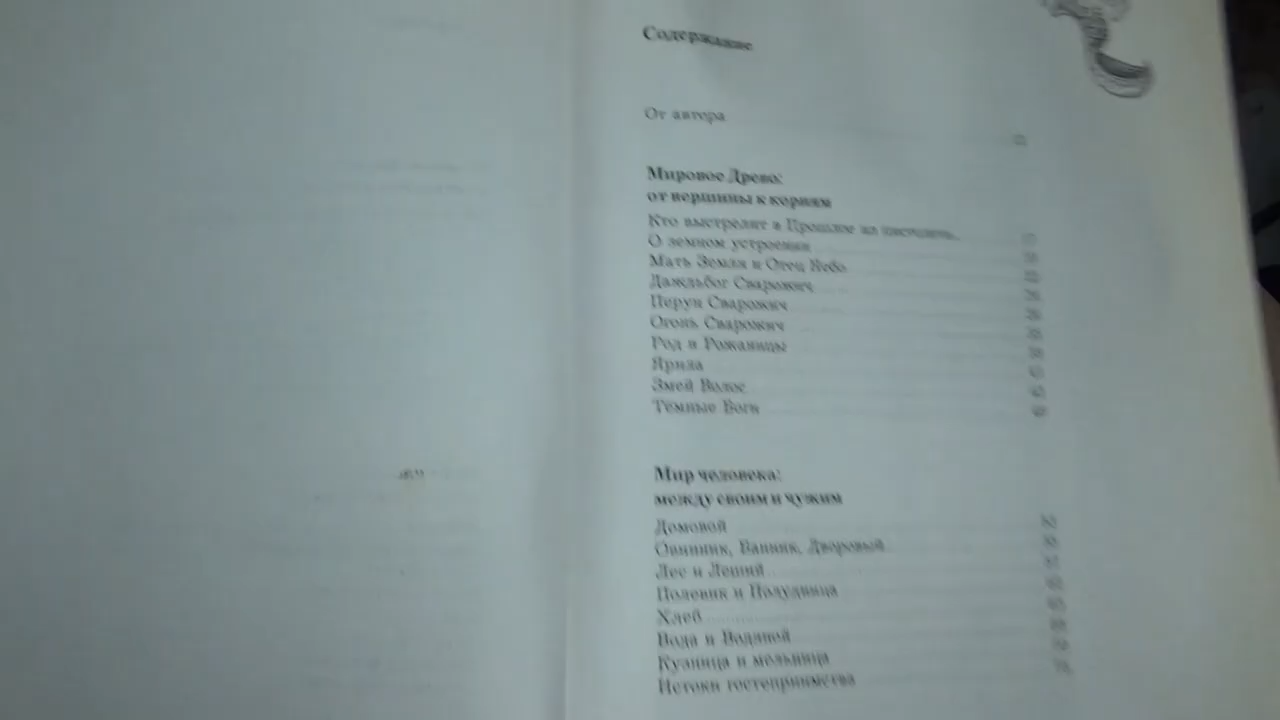 Содержание
От автора
Мировое Древо:
от вершины к корням
Кто выстрелит в Прошлое из пистолета..
О земном устроении
Мать Земля и Отец Небо
Даждьбог Сварожич
Перун Сварожич
Огонь Сварожич
Род и Рожаницы
Ярила
Змей Волос
Тёмные Боги
Мир человека:
между своим и чужим
Домовой
Овинник, Банник, Дворовый
Лес и Леший
Полевик и Полудница
Хлеб
Вода и Водяной
Кузница и мельница
Истоки гостеприимства